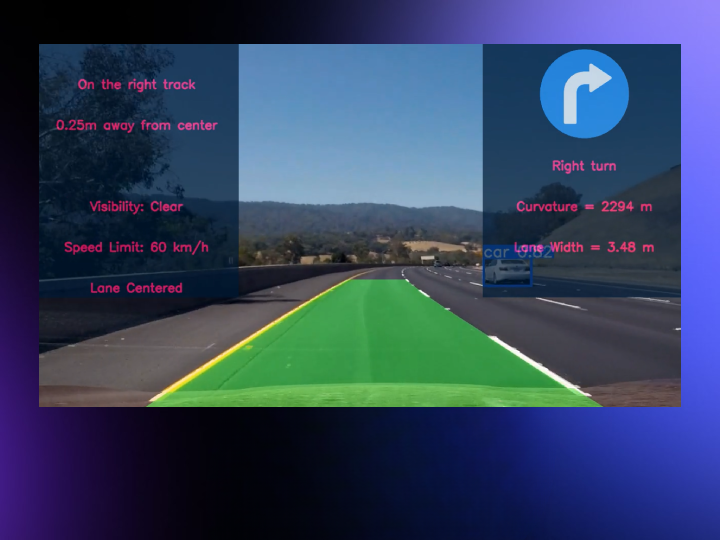 On the right track
0.25m away from center
Visibility: Clear
Speed Limit: 60 km/h
Lane Centered
Right turn
Curvature = 2294 m
Lane Width = 3.48 m
car 0.82